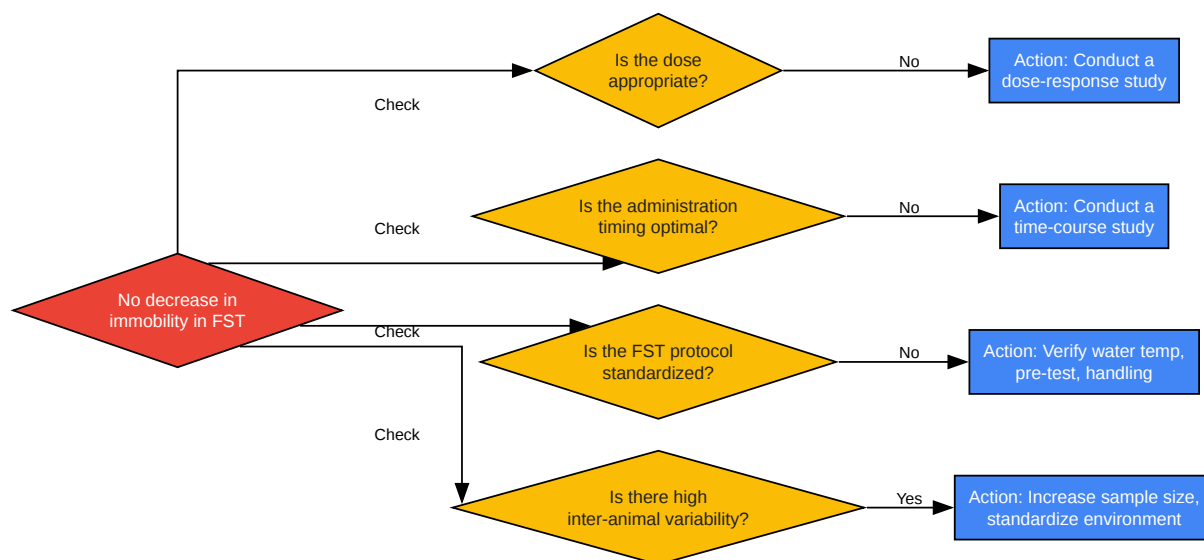 Is the dose
appropriate?
No
Action: Conduct a
dose-response study
Check
Is the administration
timing optimal?
No
Action: Conduct a
time-course study
Check
No decrease in
immobility in FST
Check
Is the FST protocol
standardized?
No
Action: Verify water temp,
pre-test, handling
Check
Is there high
inter-animal variability?
Yes
Action: Increase sample size,
standardize environment